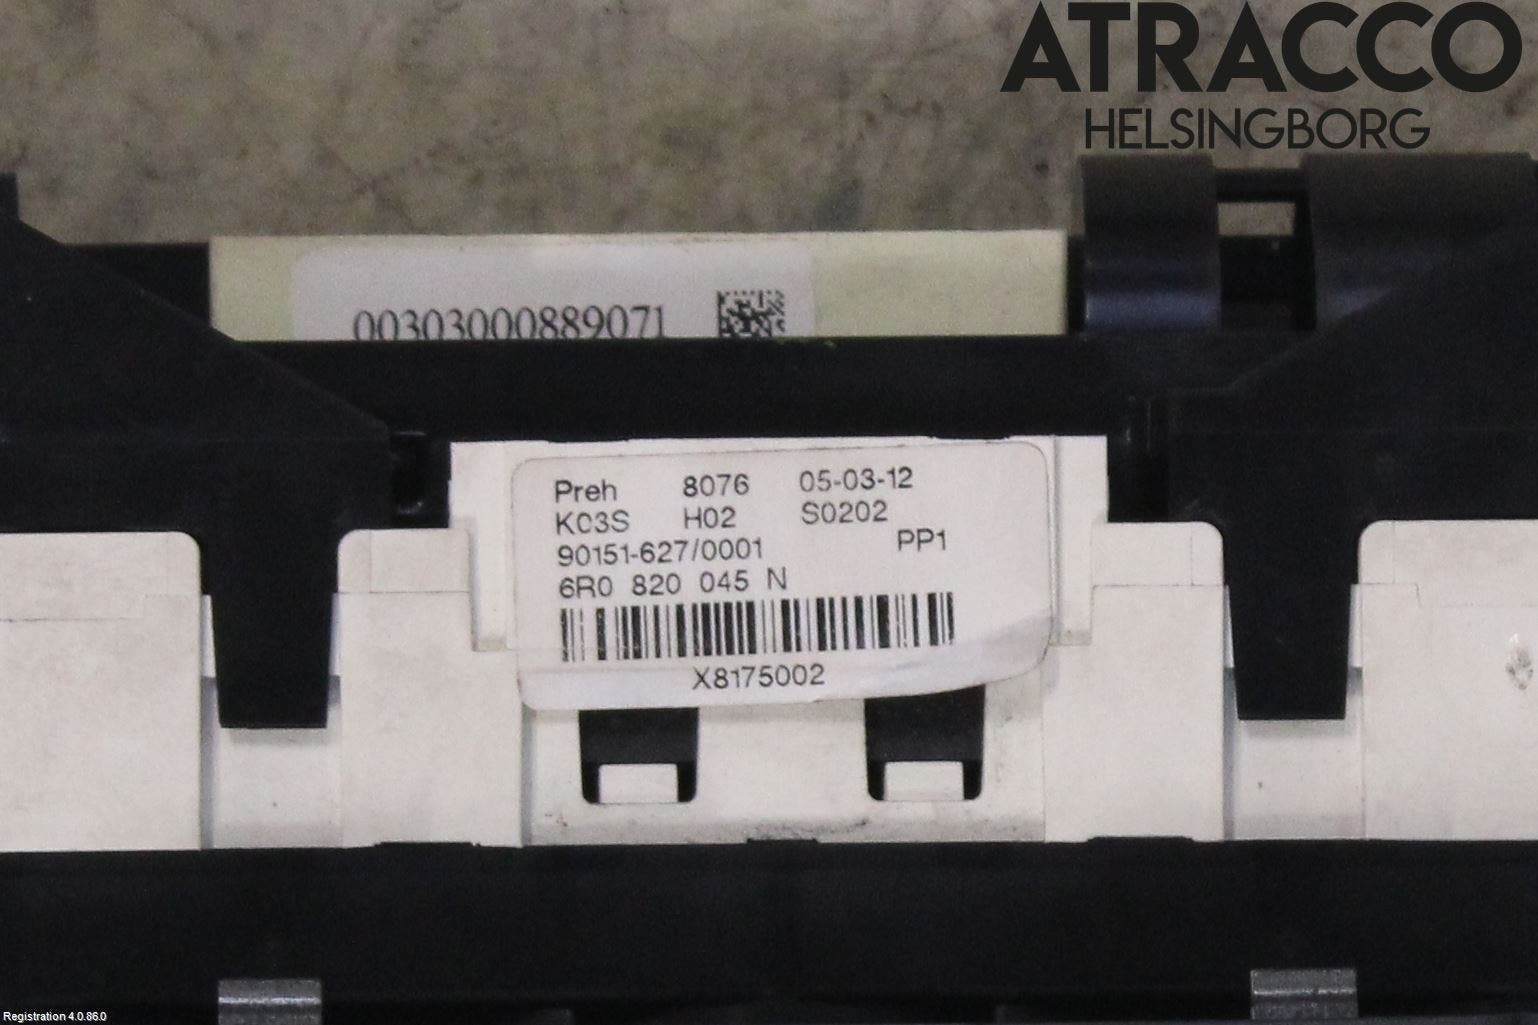 ATRACCO
HELSINGBORG
00303000889071
Preh 8076 05-03-12
K03S H02 S0202
90151-627/0001 PP1
6R0 820 045 N
X8175002
Registration 4.0.86.0